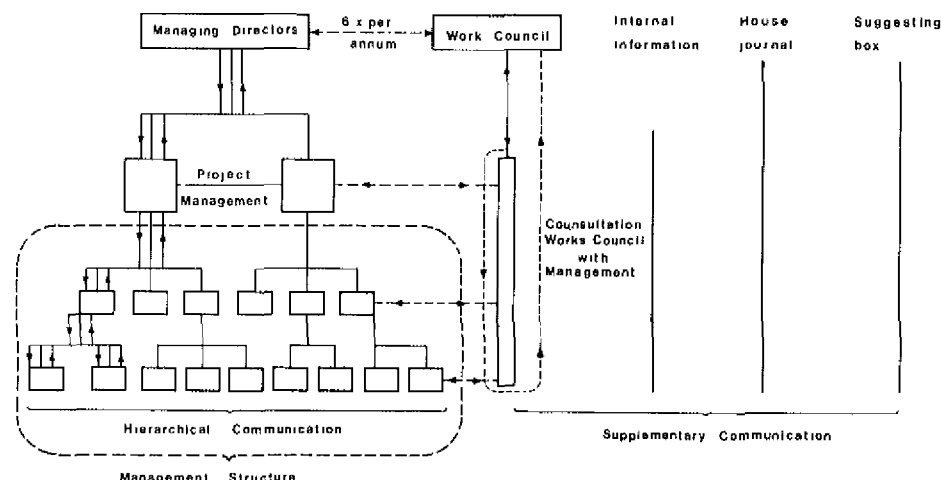 Managing Directors
6 x per
annum
Work Council
Internal
Information
House
journal
Suggesting
box
Project
Management
Counsultation
Works Council
with
Management
Hierarchical Communication
Supplementary Communication
Management Structure